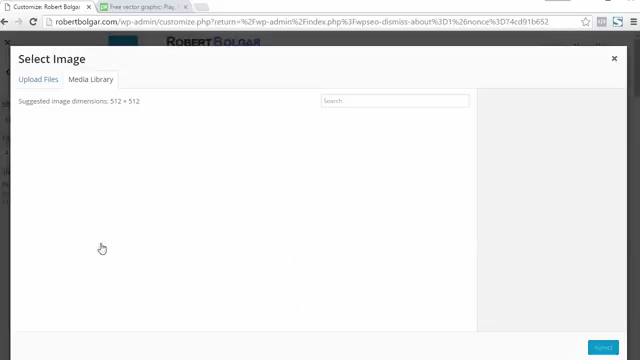 Customize: Robert Bolgar
Free vector graphic: Play,
robertbolgar.com/wp-admin/customize.php?return=%2Fwp-admin%2Findex.php%3Fwpseo-dismiss-about%3D1%26nonce%3D74cd91b652
ROBERTBOLGAR
Select Image
Upload Files
Media Library
Suggested image dimensions: 512 × 512
Search